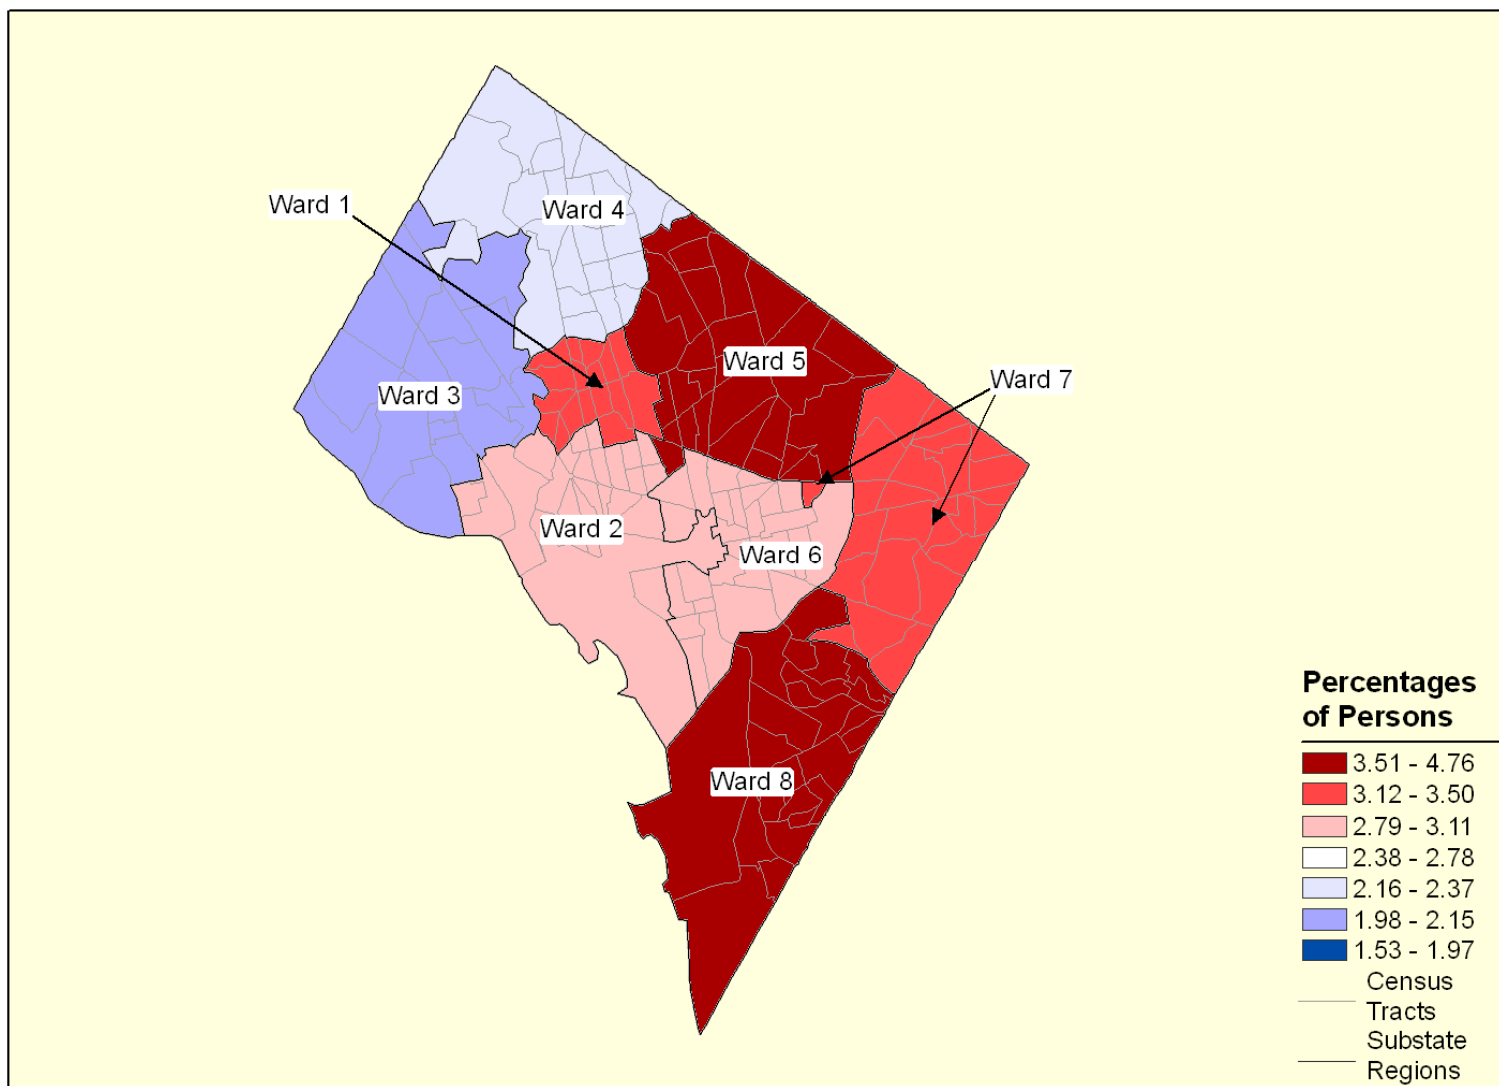 Ward 1
Ward 4
Ward 5
Ward 7
Ward 3
Ward 2
Ward 6
Ward 8
Percentages
of Persons
3.51 - 4.76
3.12 - 3.50
2.79 - 3.11
2.38 - 2.78
2.16 - 2.37
1.98 - 2.15
1.53 - 1.97
Census
Tracts
Substate
Regions